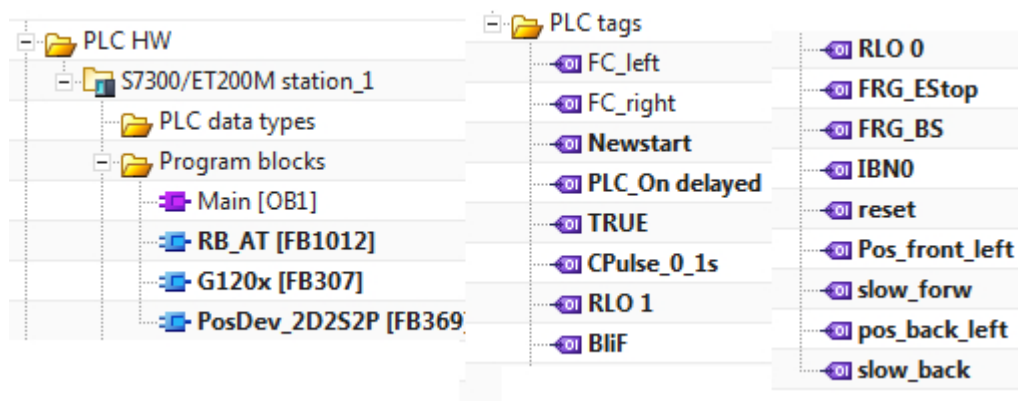 PLC HW
S7300/ET200M station_1
PLC data types
Program blocks
Main [OB1]
RB_AT [FB1012]
G120x [FB307]
PosDev_2D2S2P [FB369]
PLC tags
FC_left
FC_right
Newstart
PLC_On delayed
TRUE
CPulse_0_1s
RLO 1
BliF
RLO 0
FRG_EStop
FRG_BS
IBN0
reset
Pos_front_left
slow_forw
pos_back_left
slow_back